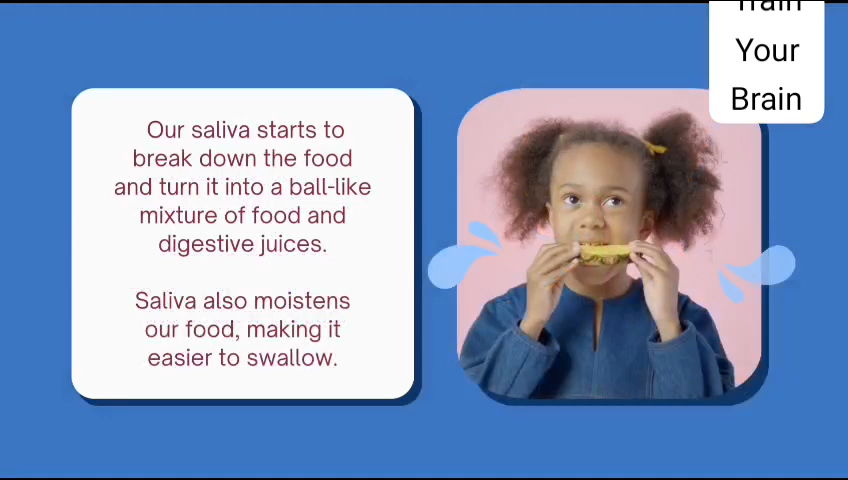 Train
Your
Brain
Our saliva starts to
break down the food
and turn it into a ball-like
mixture of food and
digestive juices.
Saliva also moistens
our food, making it
easier to swallow.